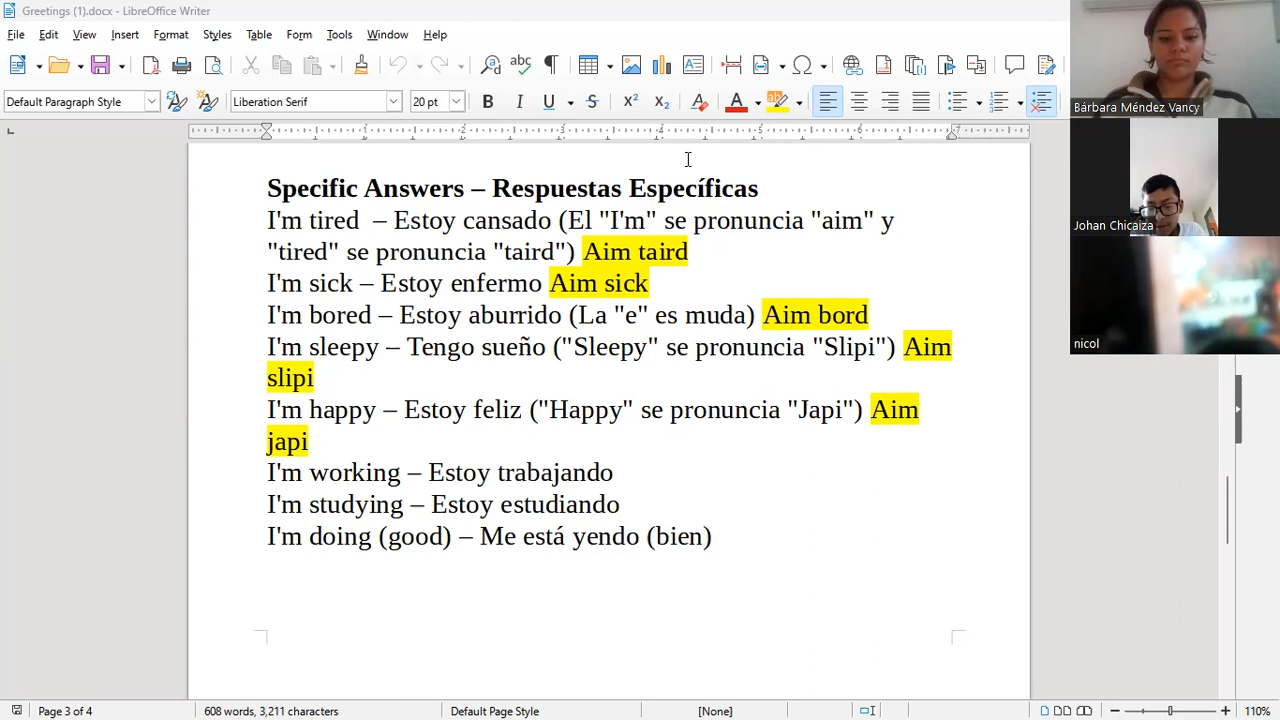 Greetings (1).docx - LibreOffice Writer
File Edit View Insert Format Styles Table Form Tools Window Help
Default Paragraph Style Liberation Serif 20 pt
Bárbara Méndez Vancy
Johan Chicaiza
nicol
Specific Answers – Respuestas Específicas
I'm tired – Estoy cansado (El "I'm" se pronuncia "aim" y
"tired" se pronuncia "taird") Aim taird
I'm sick – Estoy enfermo Aim sick
I'm bored – Estoy aburrido (La "e" es muda) Aim bord
I'm sleepy – Tengo sueño ("Sleepy" se pronuncia "Slipi") Aim
slipi
I'm happy – Estoy feliz ("Happy" se pronuncia "Japi") Aim
japi
I'm working – Estoy trabajando
I'm studying – Estoy estudiando
I'm doing (good) – Me está yendo (bien)
Page 3 of 4 608 words, 3,211 characters Default Page Style [None] 110%